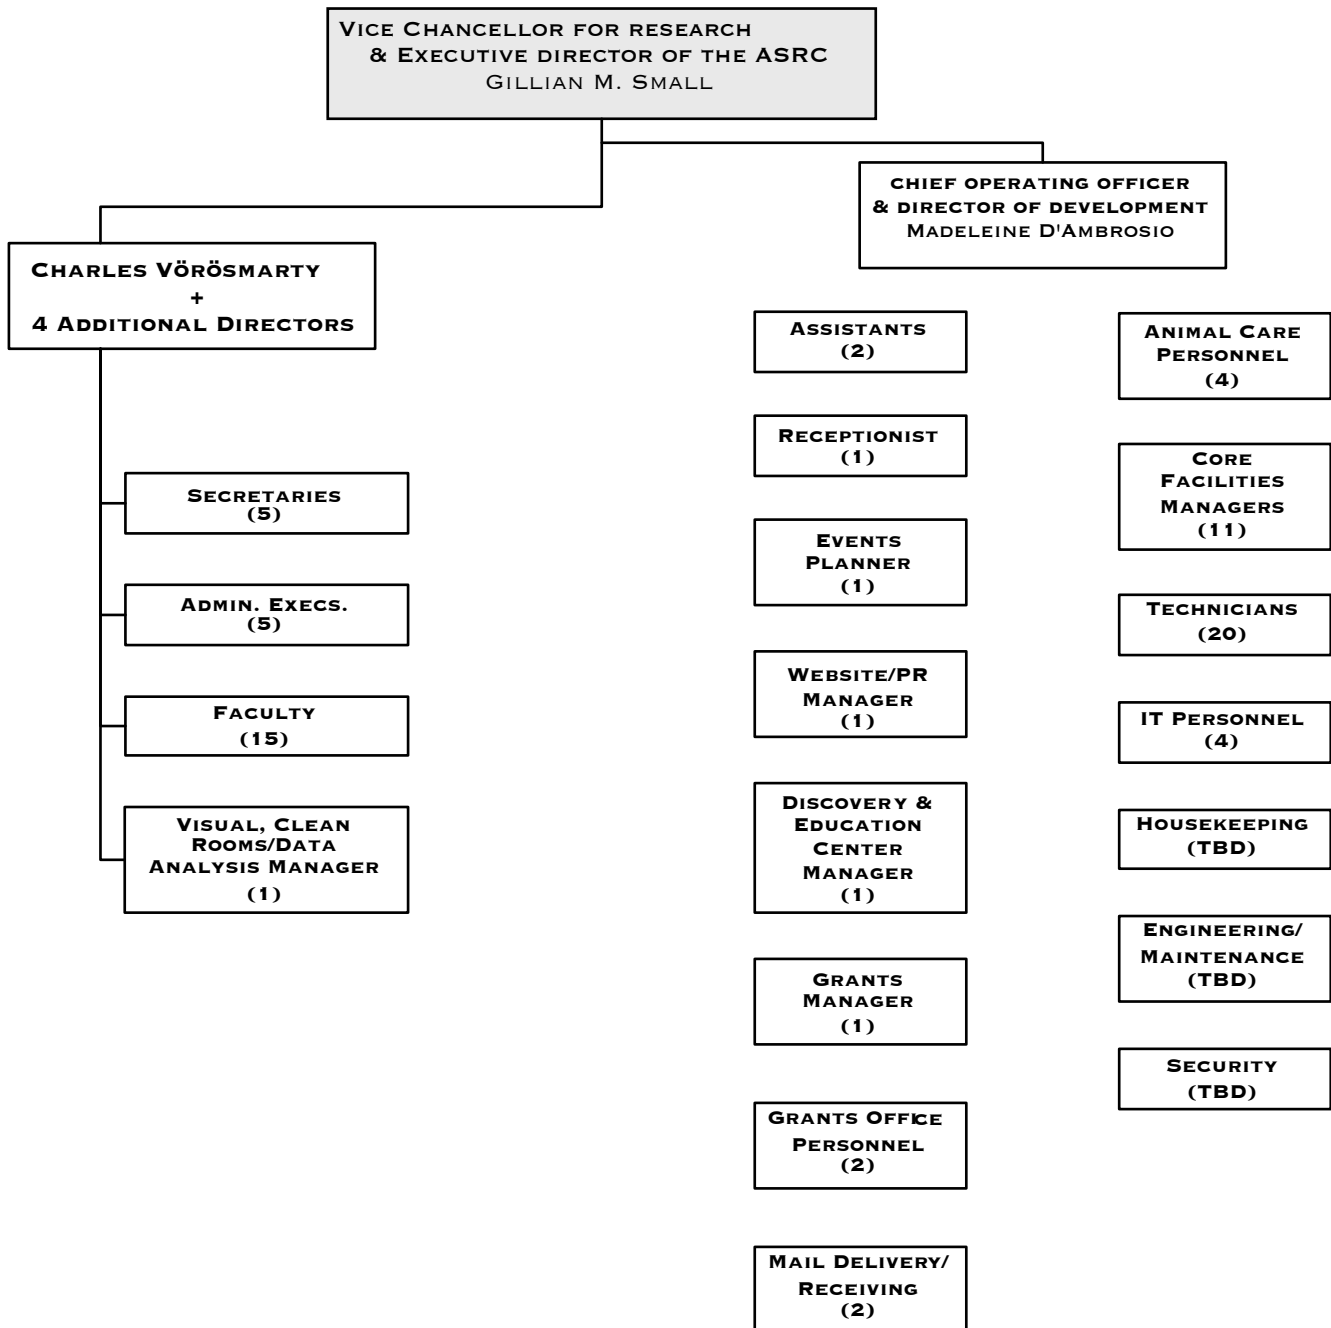 Vice Chancellor for research
& Executive director of the ASRC
Gillian M. Small
chief operating officer
& director of development
Madeleine D'Ambrosio
Charles Vörösmarty
+
4 Additional Directors
Secretaries
(5)
Admin. Execs.
(5)
Faculty
(15)
Visual, Clean
Rooms/Data
Analysis Manager
(1)
Assistants
(2)
Receptionist
(1)
Events
Planner
(1)
Website/PR
Manager
(1)
Discovery &
Education
Center
Manager
(1)
Grants
Manager
(1)
Grants Office
Personnel
(2)
Mail Delivery/
Receiving
(2)
Animal Care
Personnel
(4)
Core
Facilities
Managers
(11)
Technicians
(20)
IT Personnel
(4)
Housekeeping
(TBD)
Engineering/
Maintenance
(TBD)
Security
(TBD)